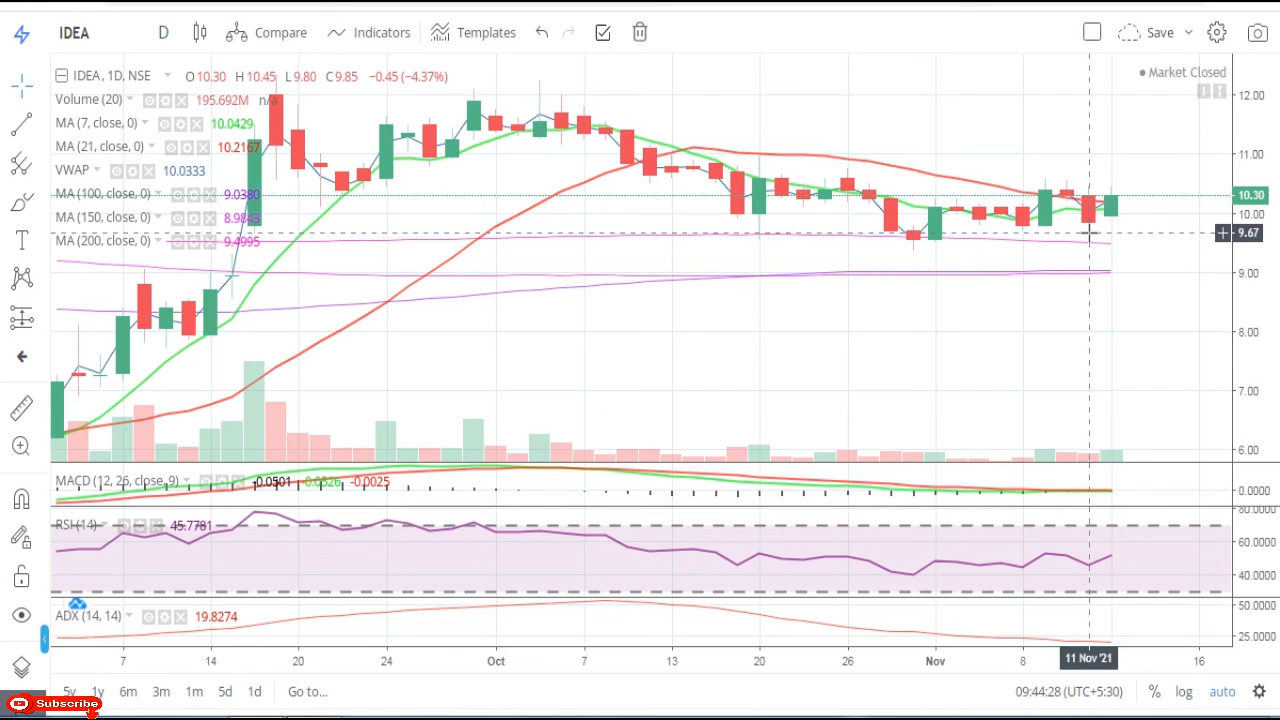 IDEA D Compare Indicators Templates Save
IDEA, 1D, NSE O 10.30 H 10.45 L 9.80 C 9.85 −0.45 (−4.37%)
Market Closed
Volume (20) 195.692M n/a
MA (7, close, 0) 10.0429
MA (21, close, 0) 10.2167
VWAP 10.0333
MA (100, close, 0) 9.0380
MA (150, close, 0) 8.9843
MA (200, close, 0) 9.4995
12.00
11.00
10.30
10.00
9.67
9.00
8.00
7.00
6.00
MACD (12, 26, close, 9) -0.0501 -0.0526 -0.0025
0.0000
RSI (14) 45.7781
80.0000
60.0000
40.0000
ADX (14, 14) 19.8274
50.0000
25.0000
7 14 20 24 Oct 7 13 20 26 Nov 8 11 Nov '21 16
5y 1y 6m 3m 1m 5d 1d Go to... 09:44:28 (UTC+5:30) % log auto
Subscribe